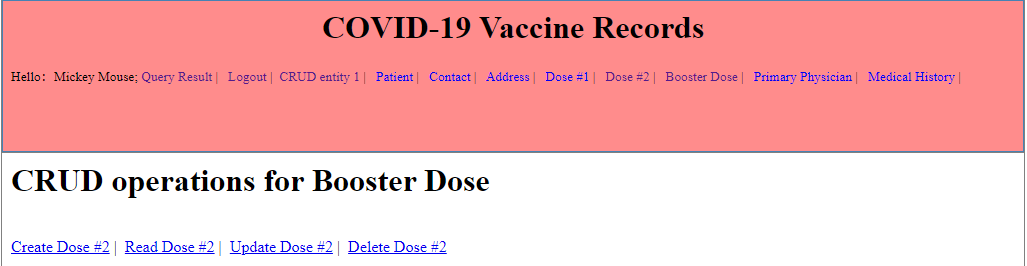 COVID-19 Vaccine Records
Hello: Mickey Mouse; Query Result | Logout | CRUD entity 1 | Patient | Contact | Address | Dose #1 | Dose #2 | Booster Dose | Primary Physician | Medical History |
CRUD operations for Booster Dose
Create Dose #2 | Read Dose #2 | Update Dose #2 | Delete Dose #2